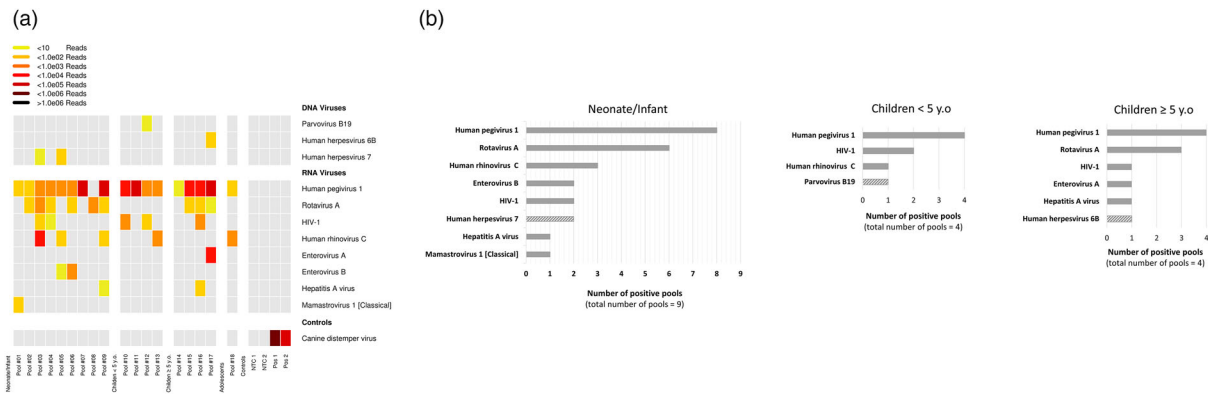 (a)
<10 Reads
<1.0e02 Reads
<1.0e03 Reads
<1.0e04 Reads
<1.0e05 Reads
<1.0e06 Reads
>1.0e06 Reads
DNA Viruses
Parvovirus B19
Human herpesvirus 6B
Human herpesvirus 7
RNA Viruses
Human pegivirus 1
Rotavirus A
HIV-1
Human rhinovirus C
Enterovirus A
Enterovirus B
Hepatitis A virus
Mamastrovirus 1 [Classical]
Controls
Canine distemper virus
Neonate/Infant
Pool #01
Pool #02
Pool #03
Pool #04
Pool #05
Pool #06
Pool #07
Pool #08
Pool #09
Childen < 5 y.o.
Pool #10
Pool #11
Pool #12
Pool #13
Childen ≥ 5 y.o.
Pool #14
Pool #15
Pool #16
Pool #17
Adolescents
Pool #18
Controls
NTC 1
NTC 2
Pos 1
Pos 2
(b)
Neonate/Infant
Human pegivirus 1
Rotavirus A
Human rhinovirus C
Enterovirus B
HIV-1
Human herpesvirus 7
Hepatitis A virus
Mamastrovirus 1 [Classical]
0 1 2 3 4 5 6 7 8 9
Number of positive pools
(total number of pools = 9)
Children < 5 y.o
Human pegivirus 1
HIV-1
Human rhinovirus C
Parvovirus B19
0 1 2 3 4
Number of positive pools
(total number of pools = 4)
Children ≥ 5 y.o
Human pegivirus 1
Rotavirus A
HIV-1
Enterovirus A
Hepatitis A virus
Human herpesvirus 6B
0 1 2 3 4
Number of positive pools
(total number of pools = 4)